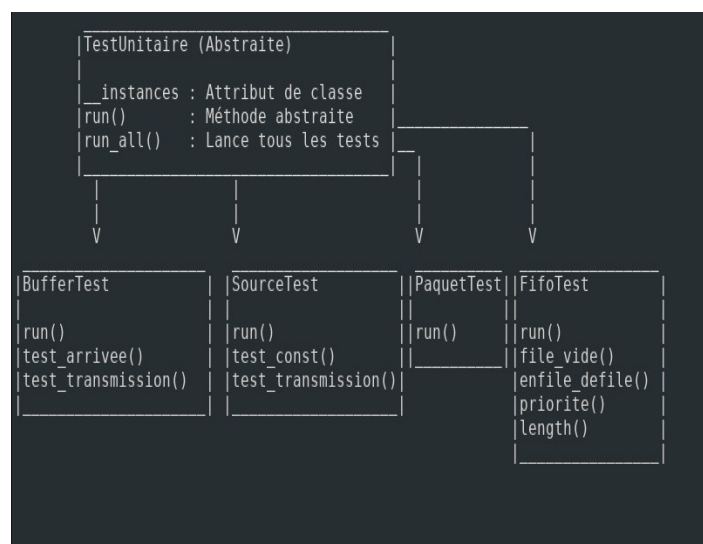 TestUnitaire (Abstraite)
__instances : Attribut de classe
run() : Méthode abstraite
run_all() : Lance tous les tests
BufferTest
run()
test_arrivee()
test_transmission()
SourceTest
run()
test_const()
test_transmission()
PaquetTest
run()
FifoTest
run()
file_vide()
enfile_defile()
priorite()
length()